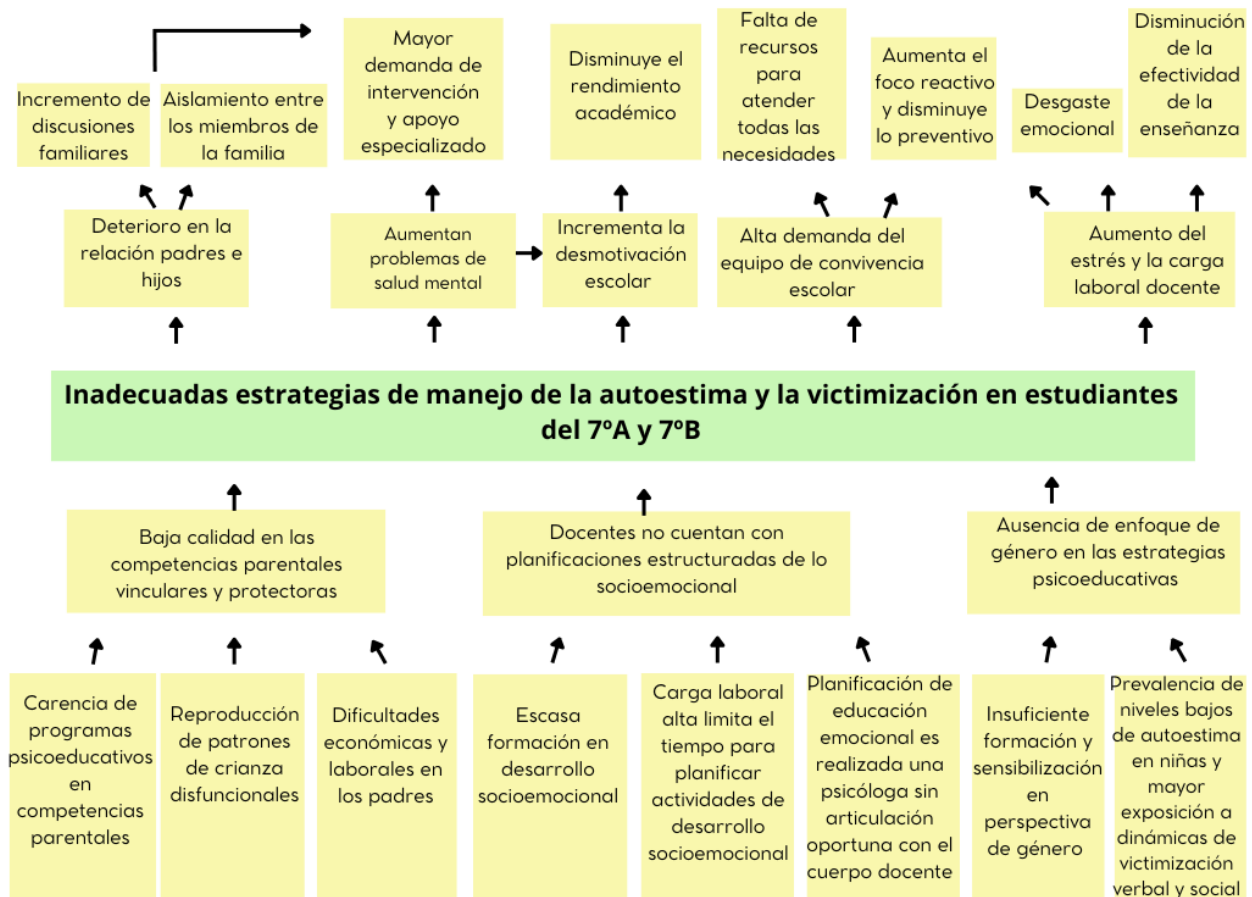 Incremento de
discusiones
familiares
Aislamiento entre
los miembros de
la familia
Mayor
demanda de
intervención
y apoyo
especializado
Disminuye el
rendimiento
académico
Falta de
recursos
para
atender
todas las
necesidades
Aumenta el
foco reactivo
y disminuye
lo preventivo
Desgaste
emocional
Disminución
de la
efectividad
de la
enseñanza
Deterioro en la
relación padres e
hijos
Aumentan
problemas de
salud mental
Incrementa la
desmotivación
escolar
Alta demanda del
equipo de convivencia
escolar
Aumento del
estrés y la carga
laboral docente
Inadecuadas estrategias de manejo de la autoestima y la victimización en estudiantes
del 7ºA y 7ºB
Baja calidad en las
competencias parentales
vinculares y protectoras
Docentes no cuentan con
planificaciones estructuradas de lo
socioemocional
Ausencia de enfoque de
género en las estrategias
psicoeducativas
Carencia de
programas
psicoeducativos
en
competencias
parentales
Reproducción
de patrones
de crianza
disfuncionales
Dificultades
económicas y
laborales en
los padres
Escasa
formación en
desarrollo
socioemocional
Carga laboral
alta limita el
tiempo para
planificar
actividades de
desarrollo
socioemocional
Planificación de
educación
emocional es
realizada una
psicóloga sin
articulación
oportuna con el
cuerpo docente
Insuficiente
formación y
sensibilización
en
perspectiva
de género
Prevalencia de
niveles bajos
de autoestima
en niñas y
mayor
exposición a
dinámicas de
victimización
verbal y social